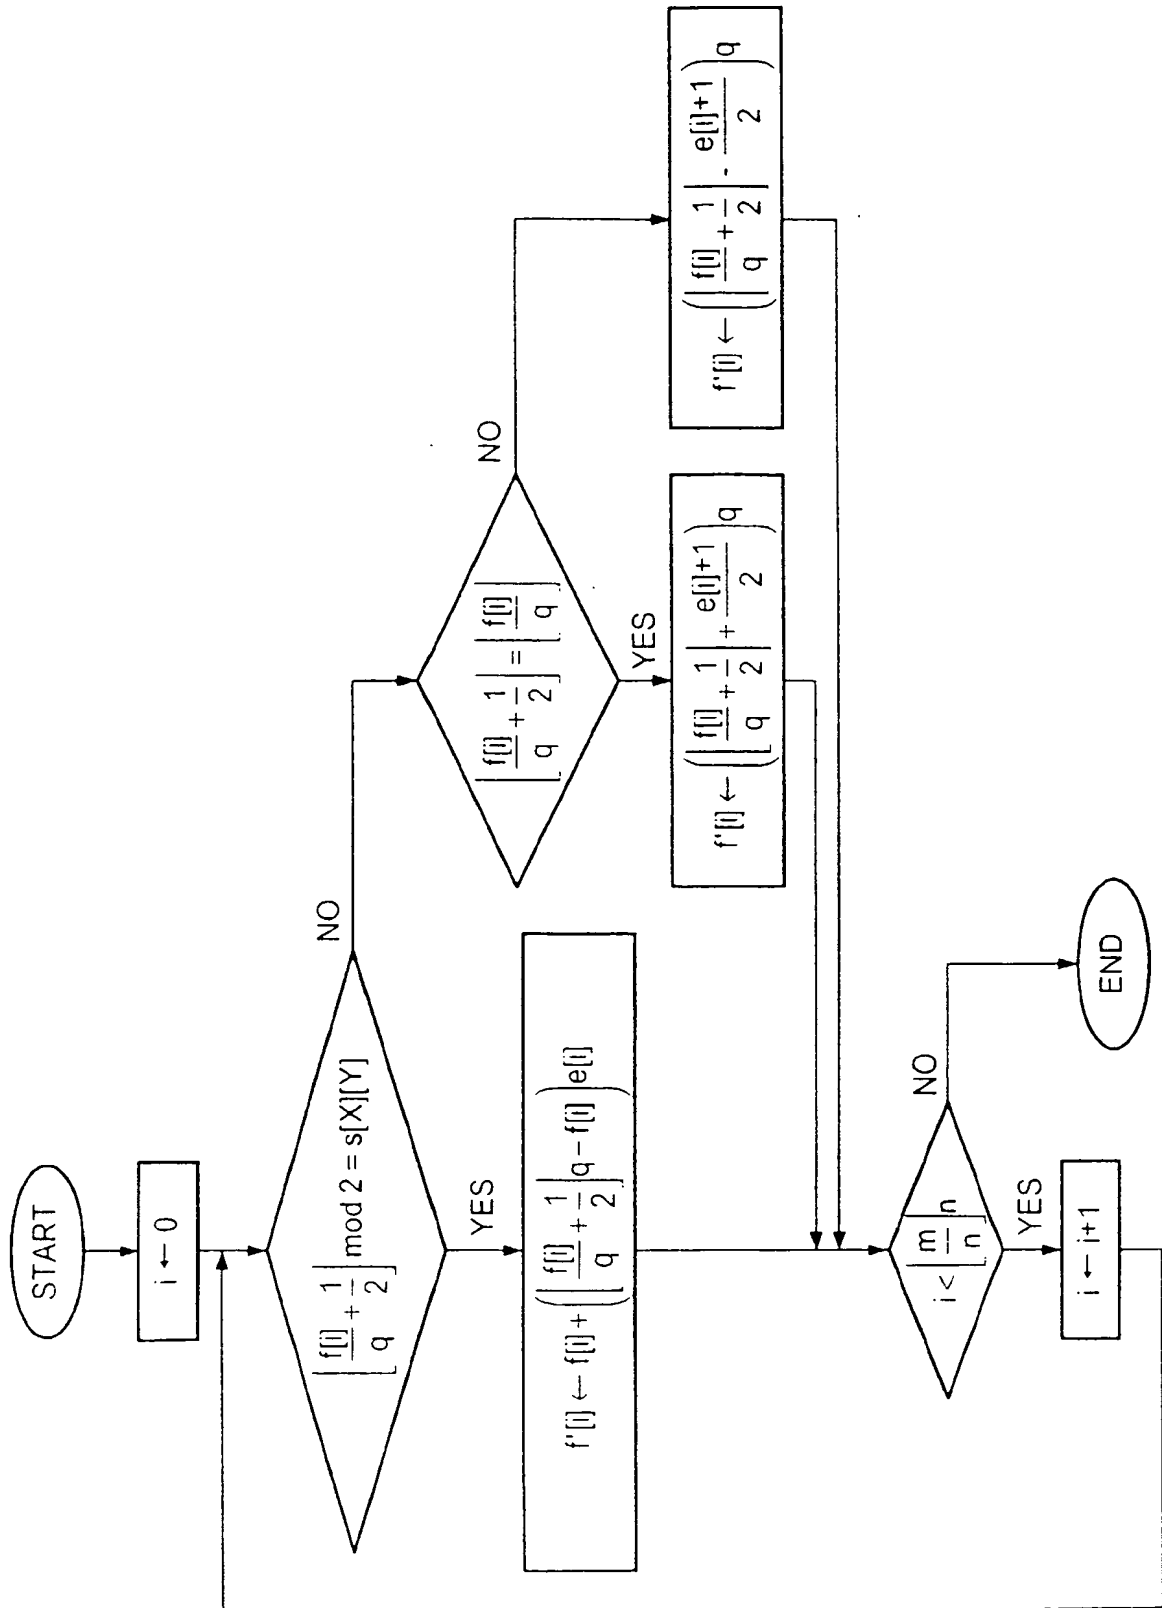 START
i ← 0
⌊f[i]/q + 1/2⌋ mod 2 = s[X][Y]
NO
YES
⌊f[i]/q + 1/2⌋ = ⌊f[i]/q⌋
NO
YES
f'[i] ← f[i] + (⌊f[i]/q + 1/2⌋q − f[i])e[i]
f'[i] ← (⌊f[i]/q + 1/2⌋ + e[i]+1/2)q
f'[i] ← (⌊f[i]/q + 1/2⌋ - e[i]+1/2)q
i < ⌊m/n⌋n
NO
YES
i ← i+1
END